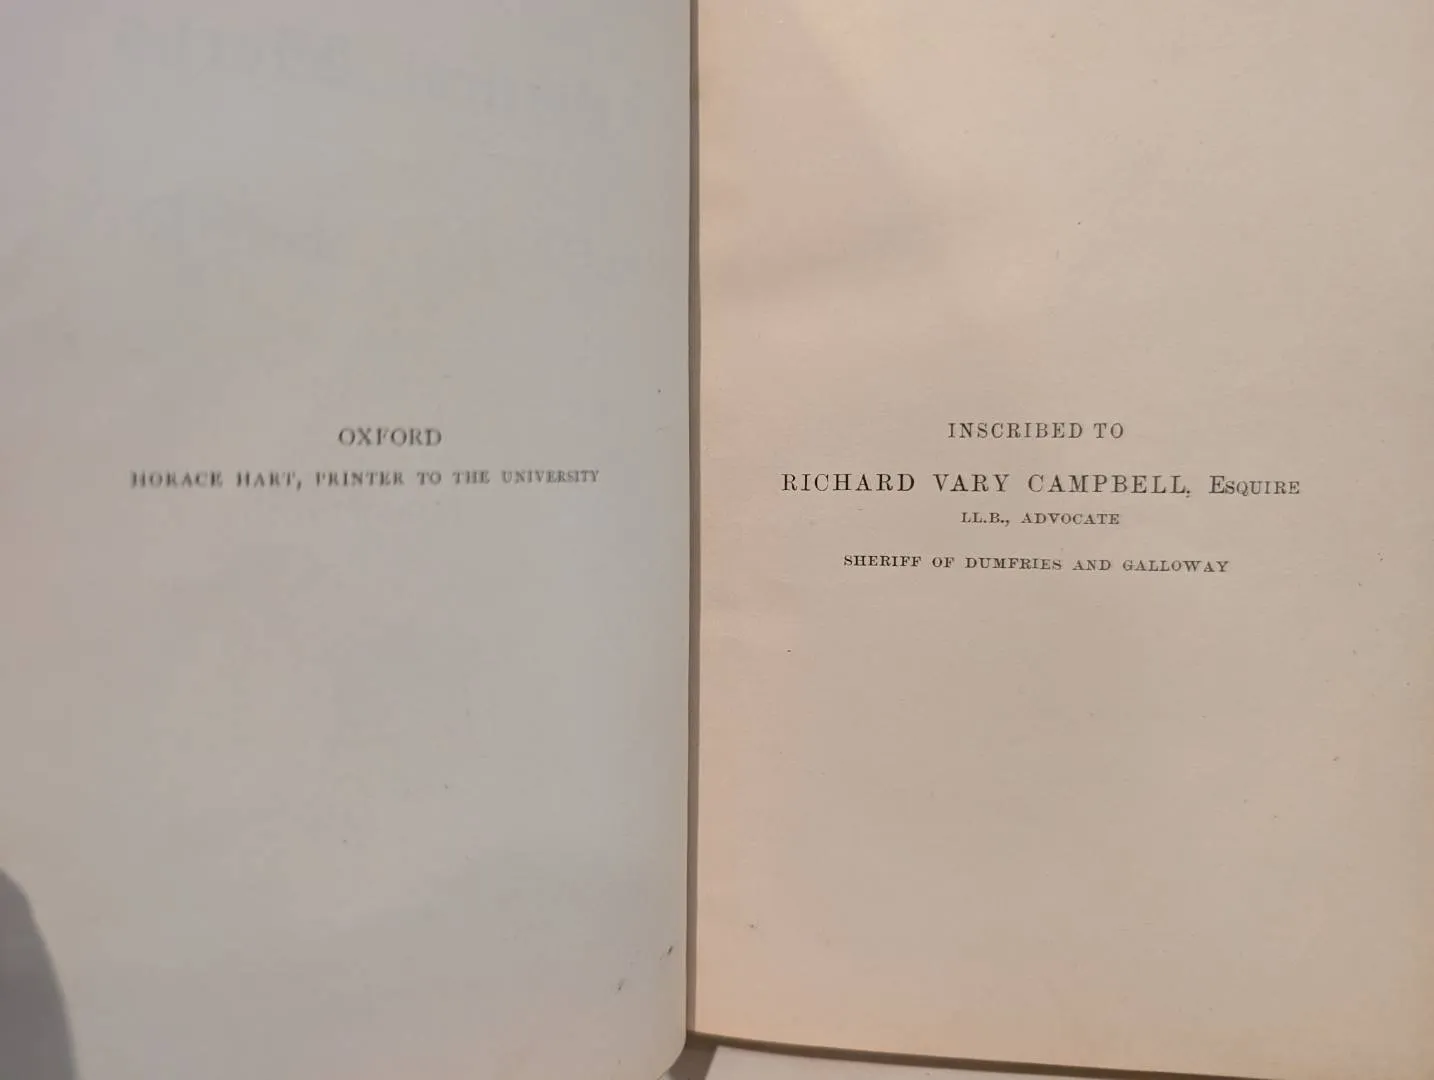 OXFORD
HORACE HART, PRINTER TO THE UNIVERSITY
INSCRIBED TO
RICHARD VARY CAMPBELL, Esquire
LL.B., ADVOCATE
SHERIFF OF DUMFRIES AND GALLOWAY